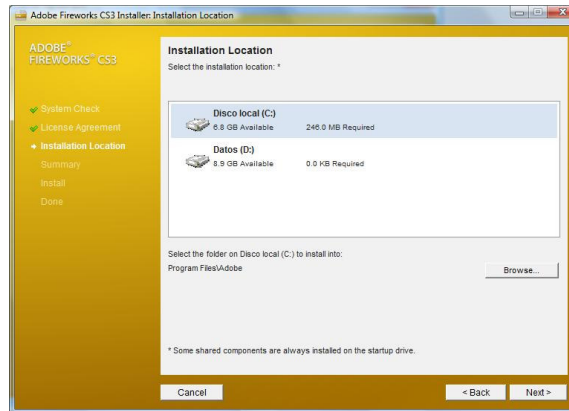 Adobe Fireworks CS3 Installer: Installation Location
ADOBE®
FIREWORKS® CS3
System Check
License Agreement
Installation Location
Summary
Install
Done
Installation Location
Select the installation location: *
Disco local (C:)
6.8 GB Available 246.0 MB Required
Datos (D:)
8.9 GB Available 0.0 KB Required
Select the folder on Disco local (C:) to install into:
Program Files\Adobe
Browse...
* Some shared components are always installed on the startup drive.
Cancel
< Back
Next >